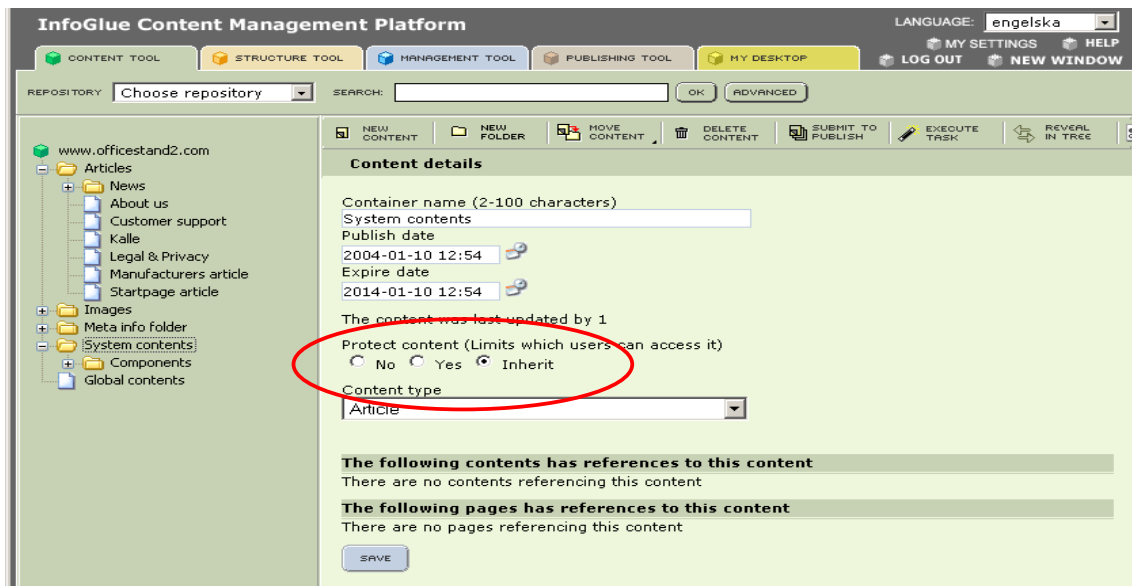 InfoGlue Content Management Platform
LANGUAGE: engelska
MY SETTINGS HELP
CONTENT TOOL STRUCTURE TOOL MANAGEMENT TOOL PUBLISHING TOOL MY DESKTOP LOG OUT NEW WINDOW
REPOSITORY Choose repository SEARCH: OK ADVANCED
NEW CONTENT NEW FOLDER MOVE CONTENT DELETE CONTENT SUBMIT TO PUBLISH EXECUTE TASK REVEAL IN TREE
www.officestand2.com
Articles
News
About us
Customer support
Kalle
Legal & Privacy
Manufacturers article
Startpage article
Images
Meta info folder
System contents
Components
Global contents
Content details
Container name (2-100 characters)
System contents
Publish date
2004-01-10 12:54
Expire date
2014-01-10 12:54
The content was last updated by 1
Protect content (Limits which users can access it)
No Yes Inherit
Content type
Article
The following contents has references to this content
There are no contents referencing this content
The following pages has references to this content
There are no pages referencing this content
SAVE